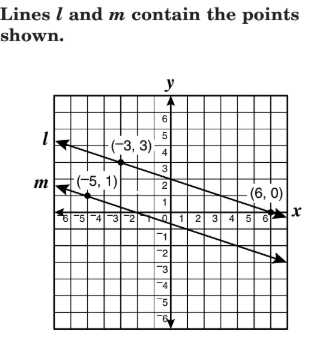 Lines l and m contain the points
shown.
y
6
5
l
(−3, 3)
4
3
m
(−5, 1)
2
(6, 0)
1
x
−6 −5 −4 −3 −2 −1 0 1 2 3 4 5 6
−1
−2
−3
−4
−5
−6